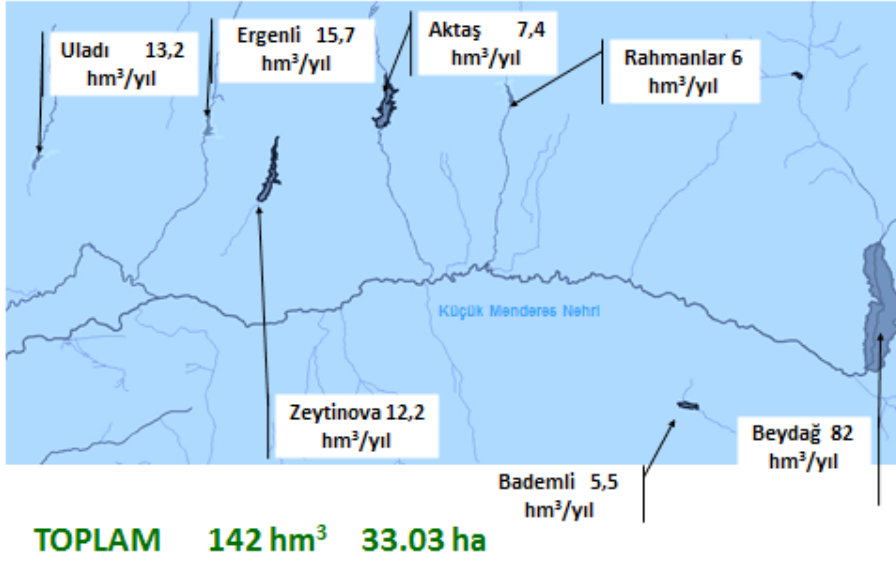 Uladı 13,2
hm³/yıl
Ergenli 15,7
hm³/yıl
Aktaş 7,4
hm³/yıl
Rahmanlar 6
hm³/yıl
Küçük Menderes Nehri
Zeytinova 12,2
hm³/yıl
Beydağ 82
hm³/yıl
Bademli 5,5
hm³/yıl
TOPLAM 142 hm³ 33.03 ha